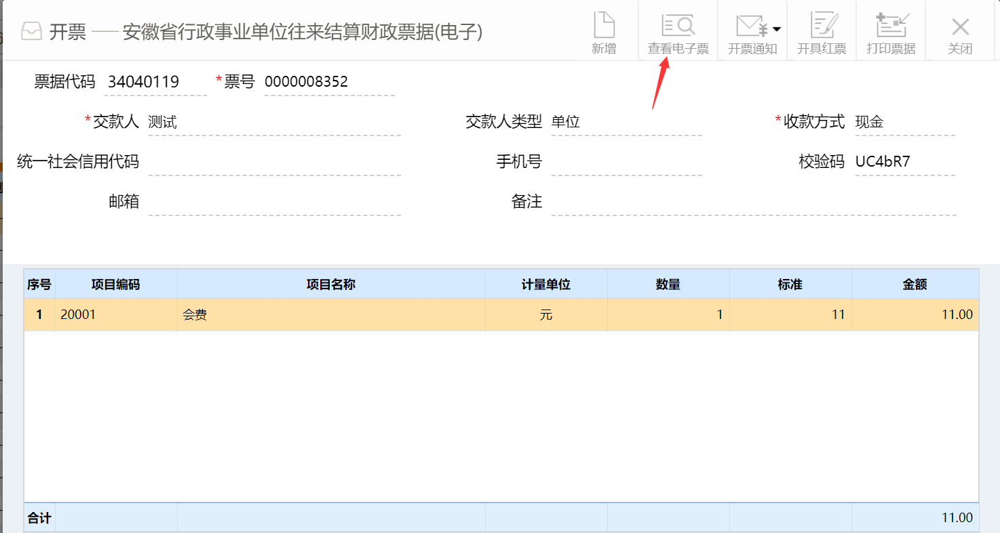 开票 —— 安徽省行政事业单位往来结算财政票据(电子)
新增 查看电子票 开票通知 开具红票 打印票据 关闭
票据代码 34040119 *票号 0000008352
*交款人 测试 交款人类型 单位 *收款方式 现金
统一社会信用代码 手机号 校验码 UC4bR7
邮箱 备注
序号 项目编码 项目名称 计量单位 数量 标准 金额
1 20001 会费 元 1 11 11.00
合计 11.00